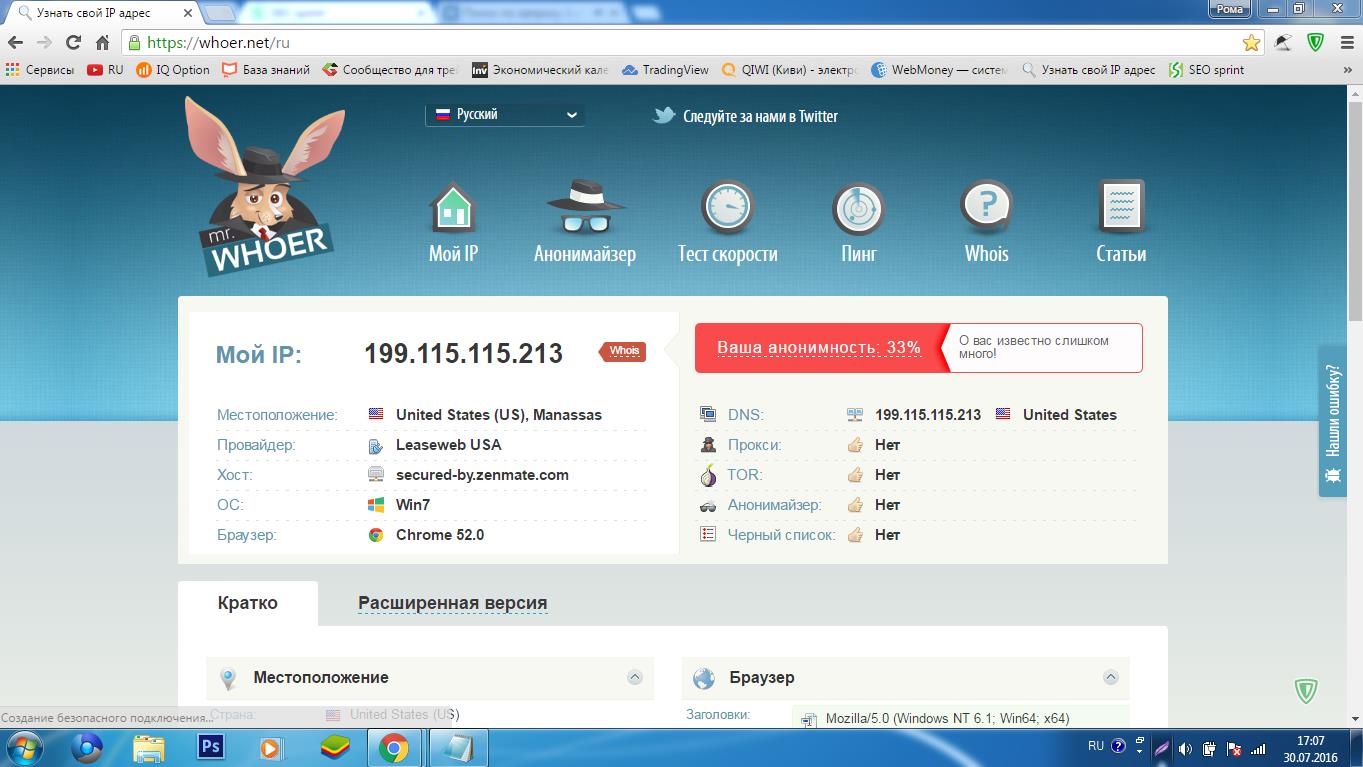 Узнать свой IP адрес
Рома
https://whoer.net/ru
Сервисы RU IQ Option База знаний Сообщество для тре Экономический кале TradingView QIWI (Киви) - электро WebMoney — систем Узнать свой IP адрес SEO sprint »
Русский
Следуйте за нами в Twitter
mr. WHOER
Мой IP Анонимайзер Тест скорости Пинг Whois Статьи
Мой IP: 199.115.115.213 Whois
Ваша анонимность: 33%
О вас известно слишком
много!
Местоположение: United States (US), Manassas
Провайдер: Leaseweb USA
Хост: secured-by.zenmate.com
ОС: Win7
Браузер: Chrome 52.0
DNS: 199.115.115.213 United States
Прокси: Нет
TOR: Нет
Анонимайзер: Нет
Черный список: Нет
Нашли ошибку?
Кратко Расширенная версия
Местоположение
Страна: United States (US)
Браузер
Заголовки: Mozilla/5.0 (Windows NT 6.1; Win64; x64)
Создание безопасного подключения...
Ps
RU
17:07
30.07.2016